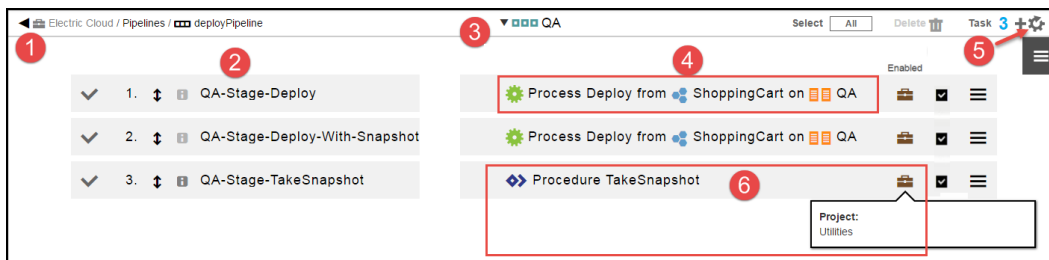 Electric Cloud / Pipelines / deployPipeline
QA
Select All Delete Task 3 +
1
2
3
4
5
Enabled
1. QA-Stage-Deploy
Process Deploy from ShoppingCart on QA
2. QA-Stage-Deploy-With-Snapshot
Process Deploy from ShoppingCart on QA
3. QA-Stage-TakeSnapshot
Procedure TakeSnapshot
6
Project:
Utilities